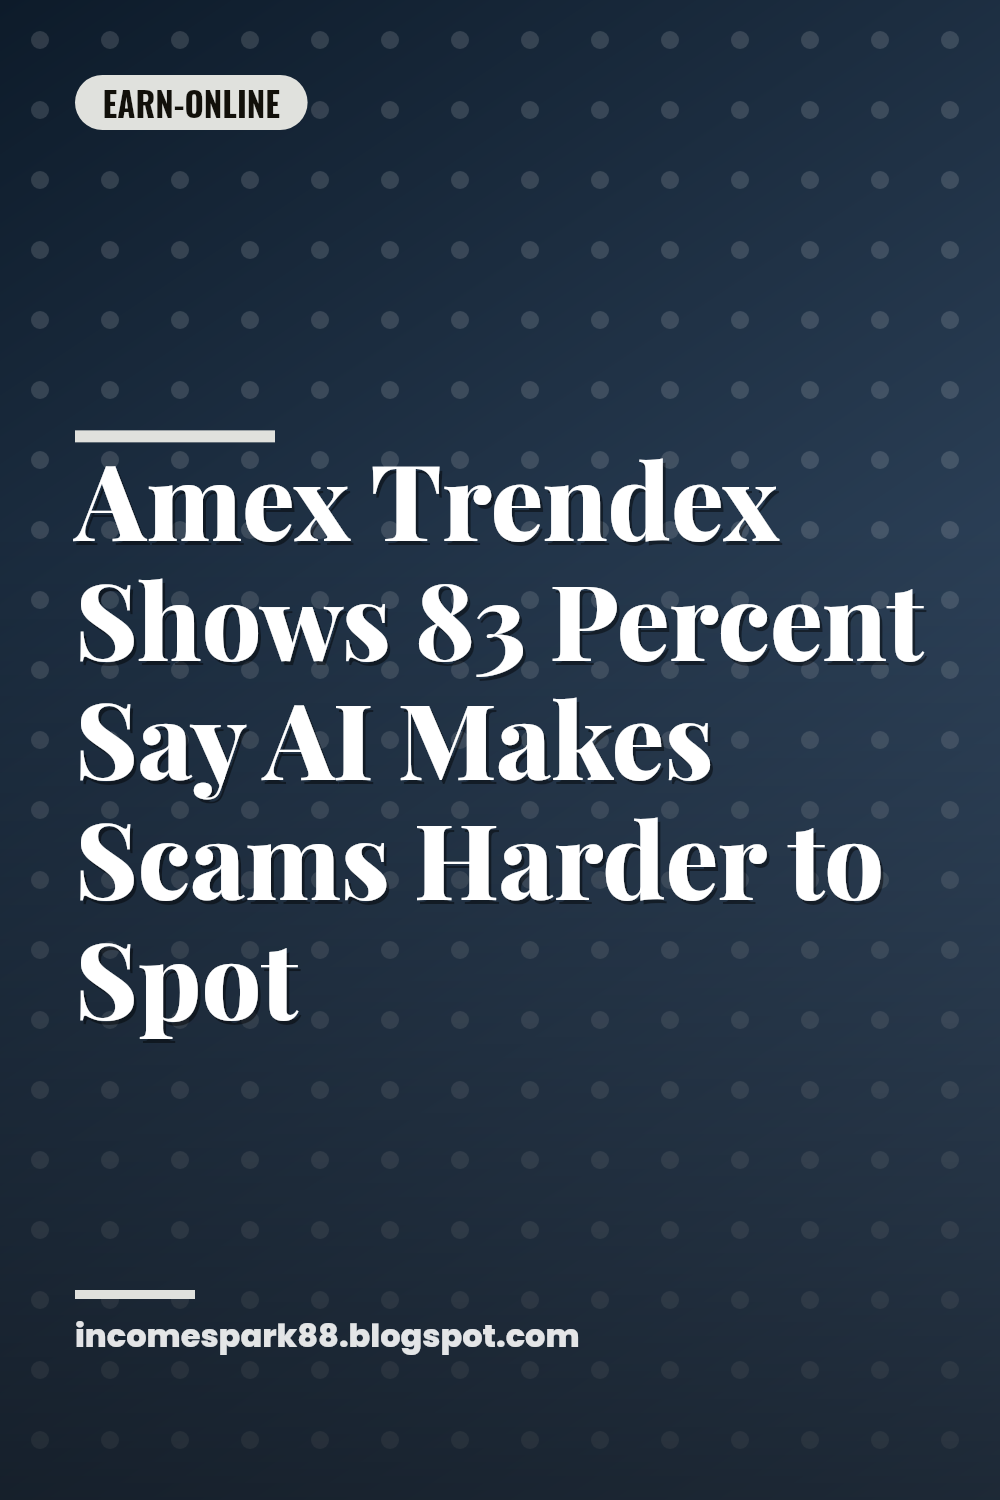 EARN-ONLINE
Amex Trendex
Shows 83 Percent
Say AI Makes
Scams Harder to
Spot
incomespark88.blogspot.com